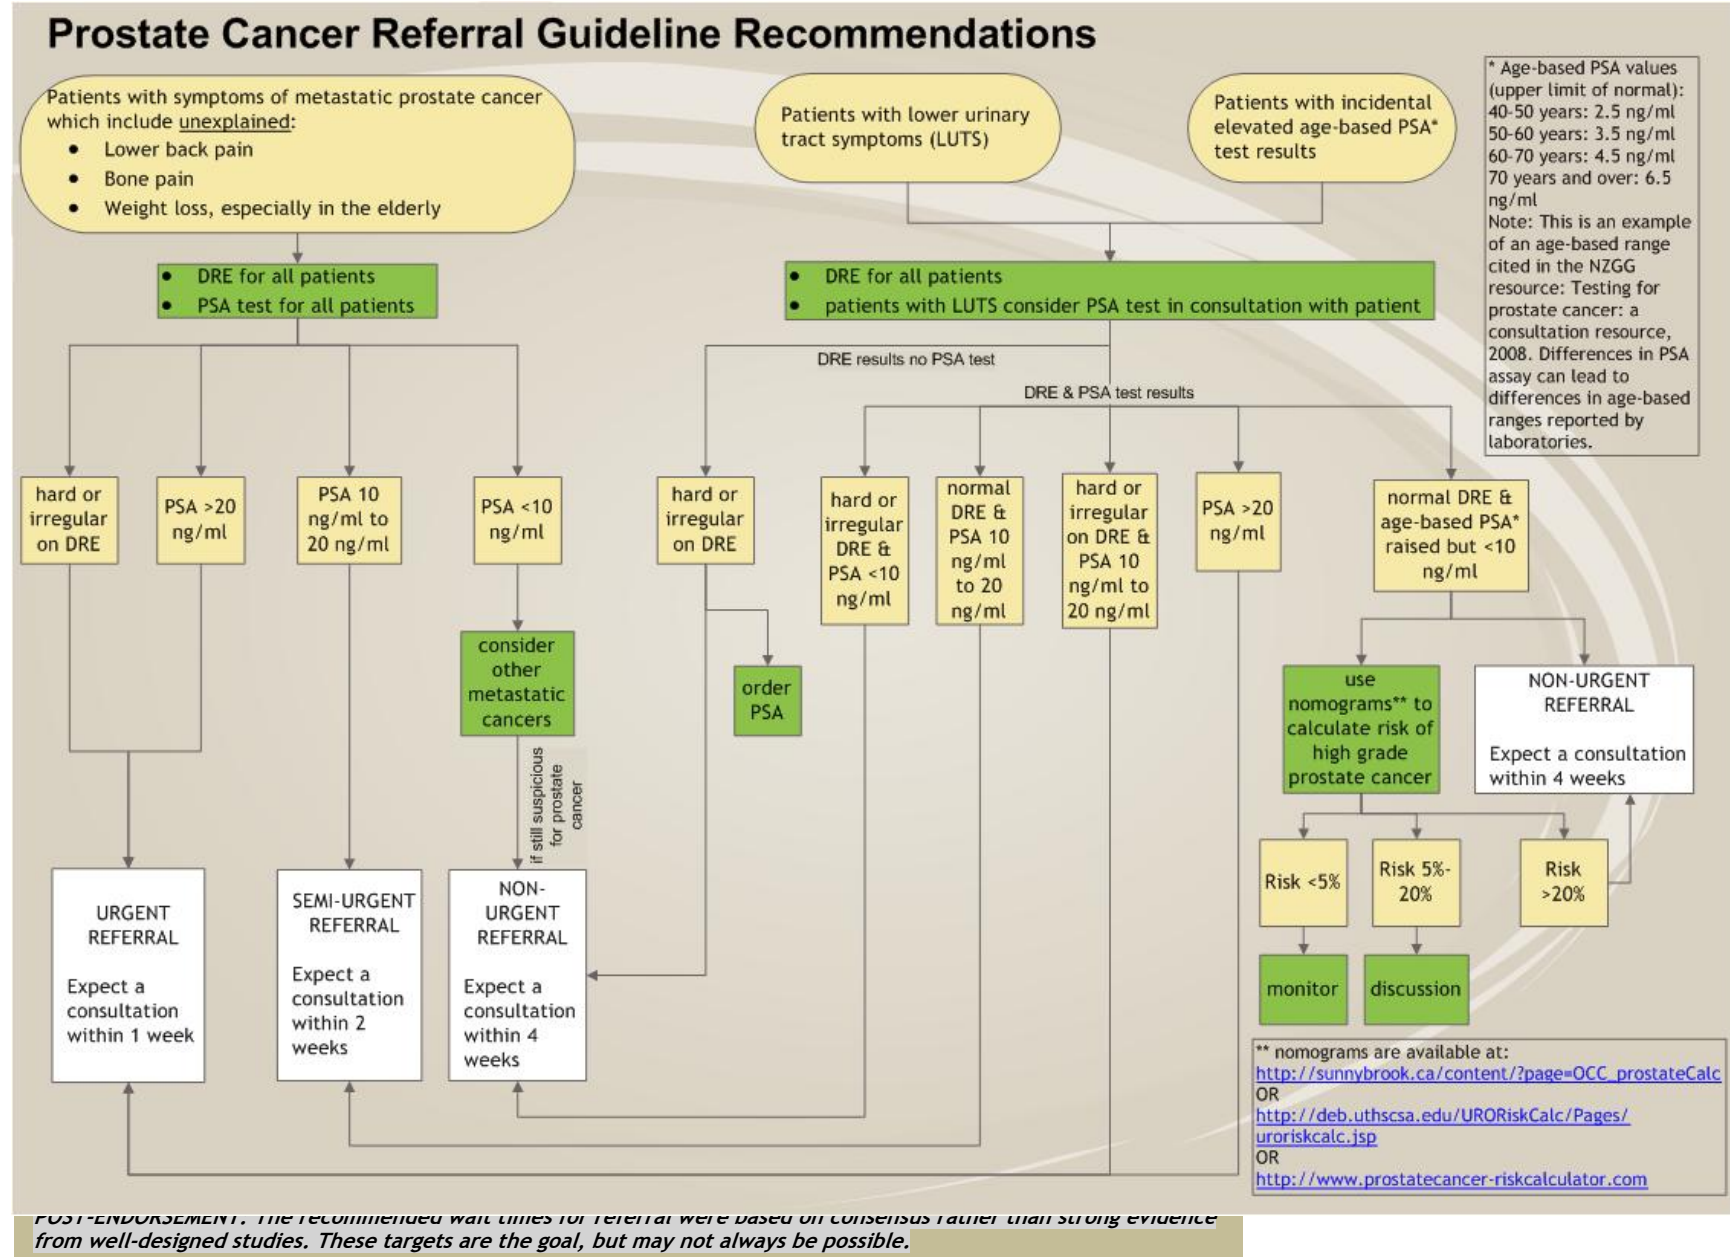 Prostate Cancer Referral Guideline Recommendations
Patients with symptoms of metastatic prostate cancer
which include unexplained:
• Lower back pain
• Bone pain
• Weight loss, especially in the elderly
Patients with lower urinary
tract symptoms (LUTS)
Patients with incidental
elevated age-based PSA*
test results
* Age-based PSA values
(upper limit of normal):
40-50 years: 2.5 ng/ml
50-60 years: 3.5 ng/ml
60-70 years: 4.5 ng/ml
70 years and over: 6.5
ng/ml
Note: This is an example
of an age-based range
cited in the NZGG
resource: Testing for
prostate cancer: a
consultation resource,
2008. Differences in PSA
assay can lead to
differences in age-based
ranges reported by
laboratories.
• DRE for all patients
• PSA test for all patients
• DRE for all patients
• patients with LUTS consider PSA test in consultation with patient
DRE results no PSA test
DRE & PSA test results
hard or
irregular
on DRE
PSA >20
ng/ml
PSA 10
ng/ml to
20 ng/ml
PSA <10
ng/ml
hard or
irregular
on DRE
hard or
irregular
DRE &
PSA <10
ng/ml
normal
DRE &
PSA 10
ng/ml
to 20
ng/ml
hard or
irregular
on DRE &
PSA 10
ng/ml to
20 ng/ml
PSA >20
ng/ml
normal DRE &
age-based PSA*
raised but <10
ng/ml
consider
other
metastatic
cancers
order
PSA
use
nomograms** to
calculate risk of
high grade
prostate cancer
NON-URGENT
REFERRAL
Expect a consultation
within 4 weeks
if still suspicious
for prostate
cancer
Risk <5%
Risk 5%-
20%
Risk
>20%
URGENT
REFERRAL
Expect a
consultation
within 1 week
SEMI-URGENT
REFERRAL
Expect a
consultation
within 2
weeks
NON-
URGENT
REFERRAL
Expect a
consultation
within 4
weeks
monitor
discussion
** nomograms are available at:
http://sunnybrook.ca/content/?page=OCC_prostateCalc
OR
http://deb.uthscsa.edu/URORiskCalc/Pages/
uroriskcalc.jsp
OR
http://www.prostatecancer-riskcalculator.com
POST-ENDORSEMENT. The recommended wait times for referral were based on consensus rather than strong evidence
from well-designed studies. These targets are the goal, but may not always be possible.